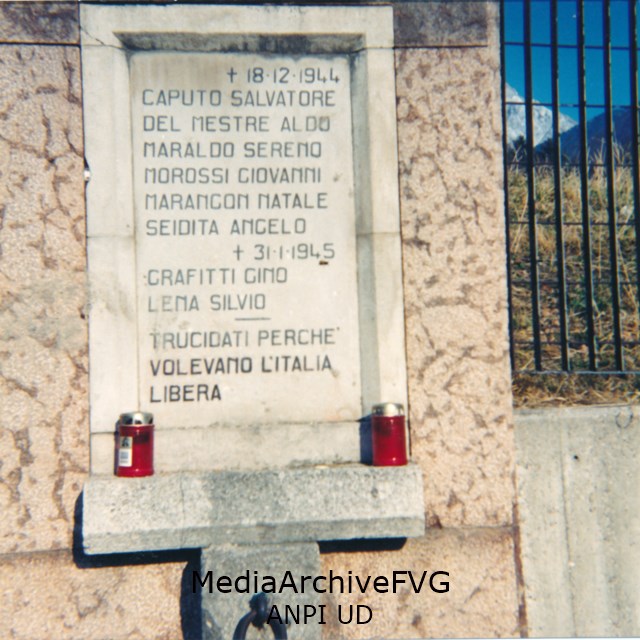 † 18·12·1944
CAPUTO SALVATORE
DEL MESTRE ALDO
MARALDO SERENO
MOROSSI GIOVANNI
MARANGON NATALE
SEIDITA ANGELO
† 31·1·1945
GRAFITTI GINO
LENA SILVIO
TRUCIDATI PERCHE'
VOLEVANO L'ITALIA
LIBERA
MediaArchiveFVG
ANPI UD